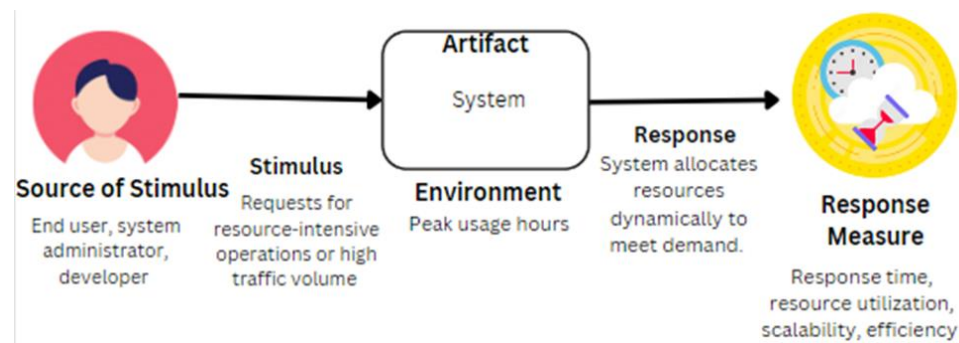 Source of Stimulus
End user, system
administrator,
developer
Stimulus
Requests for
resource-intensive
operations or high
traffic volume
Artifact
System
Environment
Peak usage hours
Response
System allocates
resources
dynamically to
meet demand.
Response
Measure
Response time,
resource utilization,
scalability, efficiency